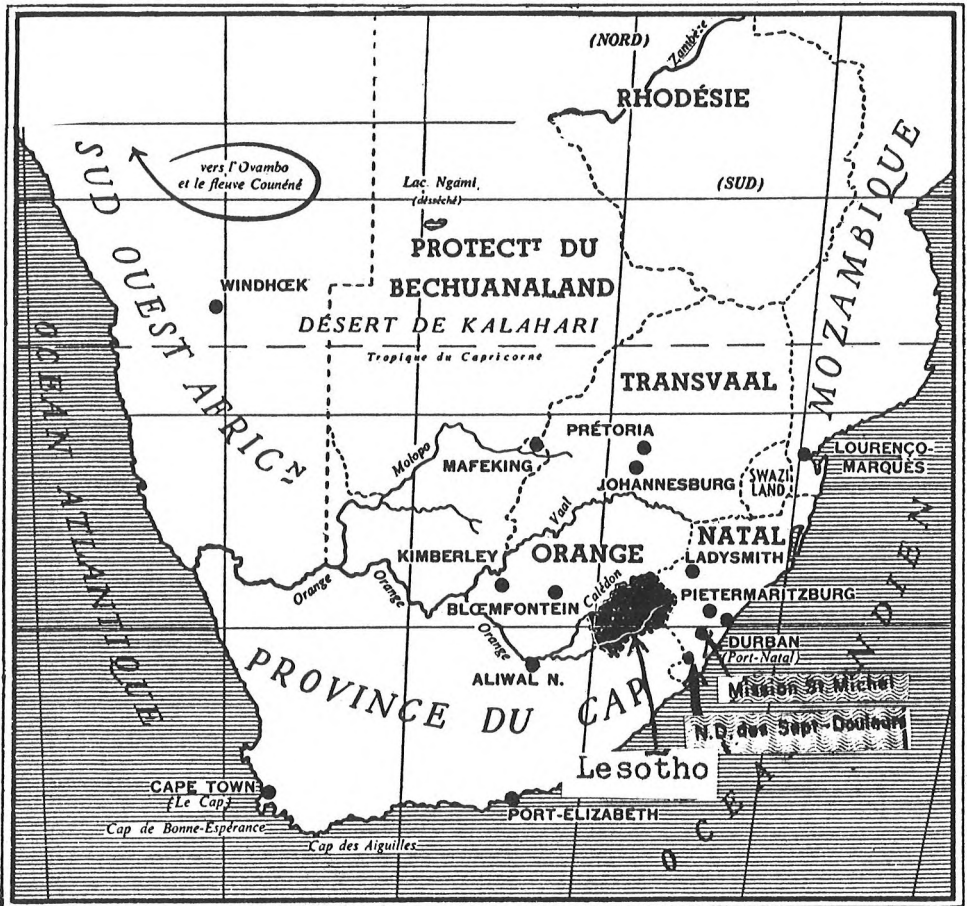 (NORD)
Zambèze
RHODÉSIE
vers l'Ovambo
et le fleuve Counéné
Lac Ngami
(désséché)
(SUD)
SUD OUEST AFRICN
MOZAMBIQUE
PROTECTT DU
BECHUANALAND
WINDHŒK
DÉSERT DE KALAHARI
Tropique du Capricorne
OCEAN ATLANTIQUE
TRANSVAAL
PRÉTORIA
Molopo
MAFEKING
JOHANNESBURG
SWAZI
LAND
LOURENÇO-
MARQUÈS
Vaal
NATAL
KIMBERLEY
ORANGE
LADYSMITH
Orange
Orange
Calédon
BLŒMFONTEIN
PIETERMARITZBURG
Orange
DURBAN
(Port-Natal)
ALIWAL N.
PROVINCE DU CAP
Mission St. Michel
N.D. des Sept-Douleurs
Lesotho
CAPE TOWN
(Le Cap)
PORT-ELIZABETH
Cap de Bonne-Espérance
Cap des Aiguilles
OCEAN INDIEN